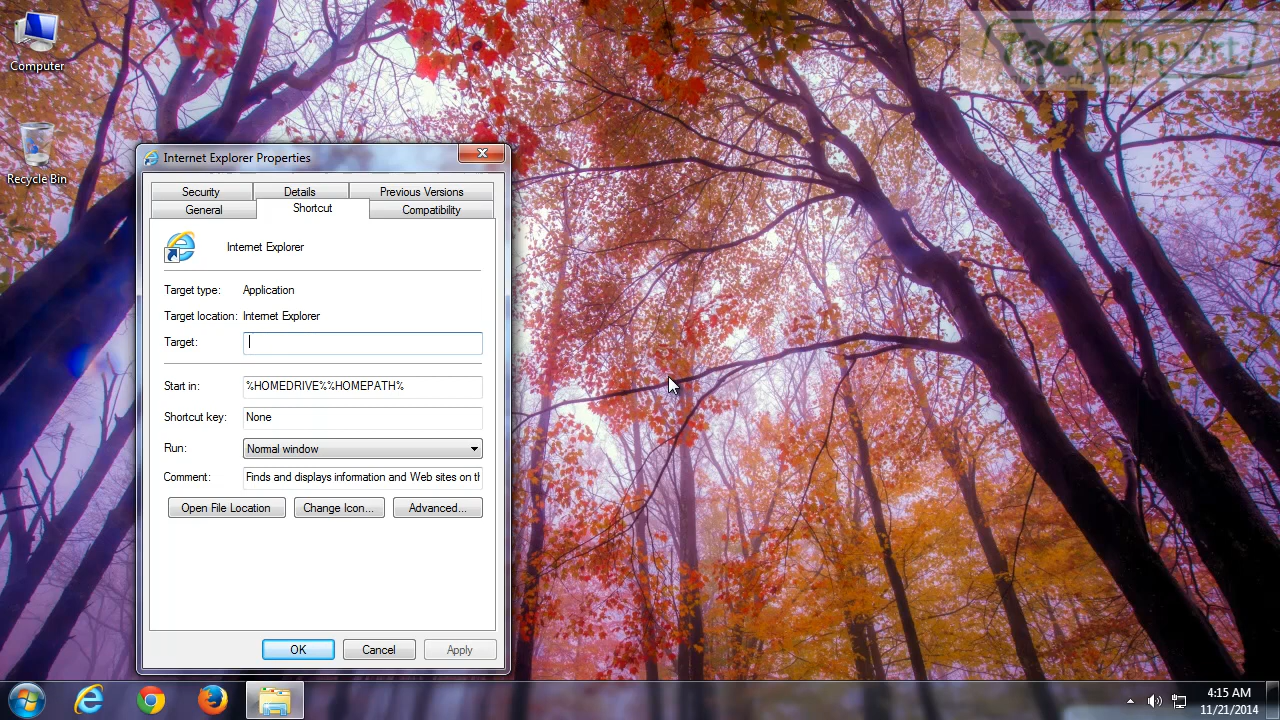 Computer
Recycle Bin
Tee Support
Internet Explorer Properties
Security
Details
Previous Versions
General
Shortcut
Compatibility
Internet Explorer
Target type:
Application
Target location:
Internet Explorer
Target:
Start in:
%HOMEDRIVE%%HOMEPATH%
Shortcut key:
None
Run:
Normal window
Comment:
Finds and displays information and Web sites on th
Open File Location
Change Icon...
Advanced...
OK
Cancel
Apply
4:15 AM
11/21/2014